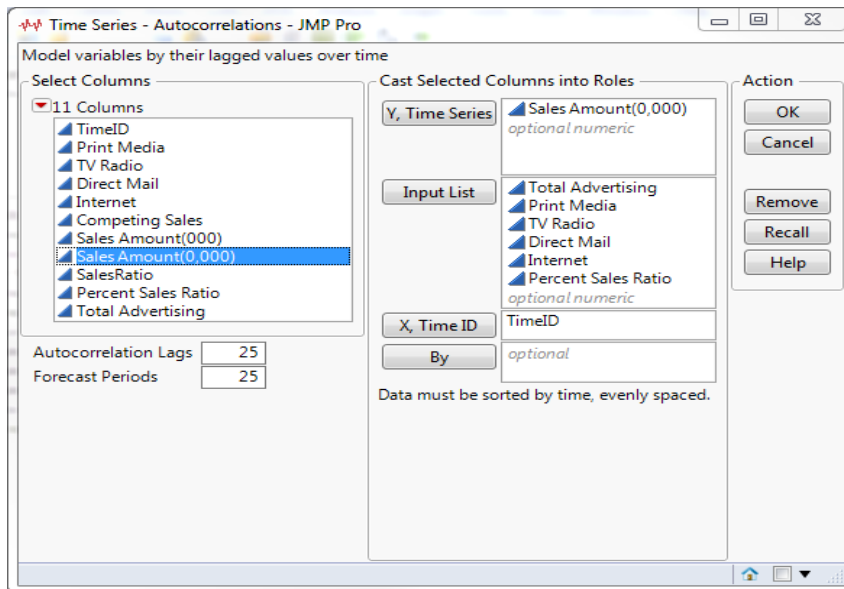 Time Series - Autocorrelations - JMP Pro
Model variables by their lagged values over time
Select Columns
11 Columns
TimeID
Print Media
TV Radio
Direct Mail
Internet
Competing Sales
Sales Amount(000)
Sales Amount(0,000)
SalesRatio
Percent Sales Ratio
Total Advertising
Autocorrelation Lags 25
Forecast Periods 25
Cast Selected Columns into Roles
Y, Time Series
Sales Amount(0,000)
optional numeric
Input List
Total Advertising
Print Media
TV Radio
Direct Mail
Internet
Percent Sales Ratio
optional numeric
X, Time ID
TimeID
By
optional
Data must be sorted by time, evenly spaced.
Action
OK
Cancel
Remove
Recall
Help